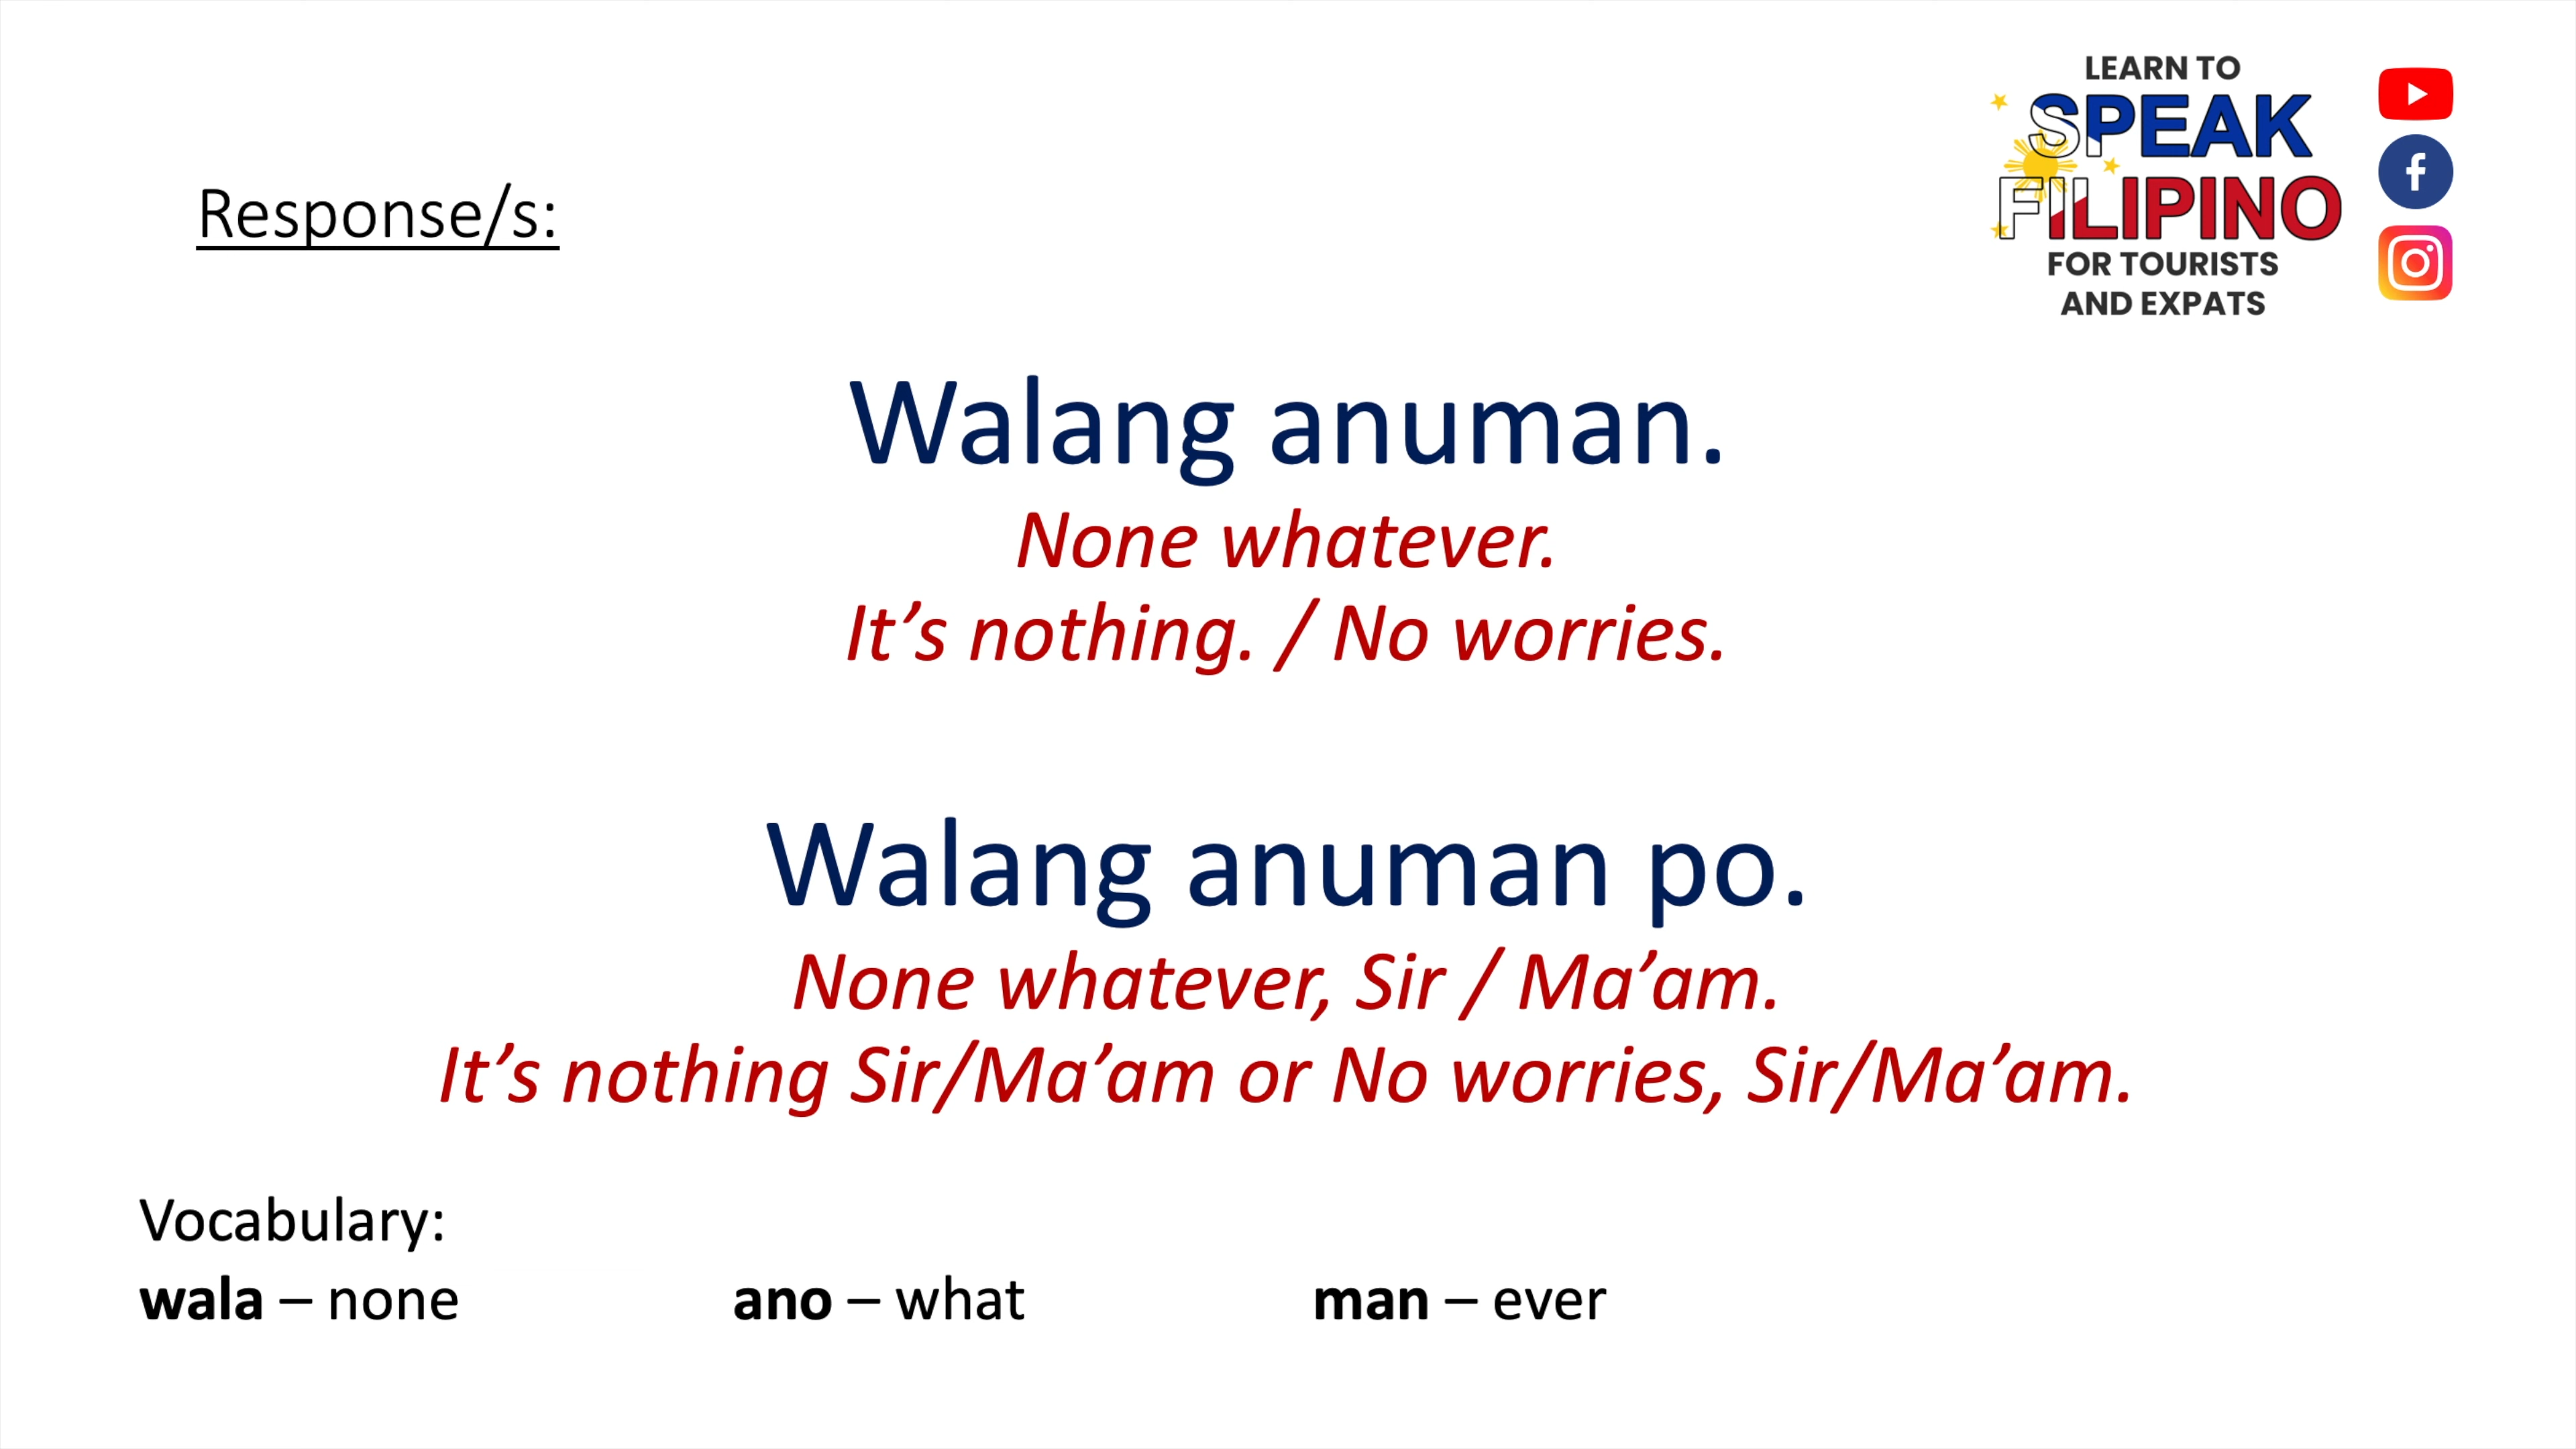 LEARN TO
SPEAK
FILIPINO
FOR TOURISTS
AND EXPATS
Response/s:
Walang anuman.
None whatever.
It’s nothing. / No worries.
Walang anuman po.
None whatever, Sir / Ma’am.
It’s nothing Sir/Ma’am or No worries, Sir/Ma’am.
Vocabulary:
wala – none ano – what man – ever